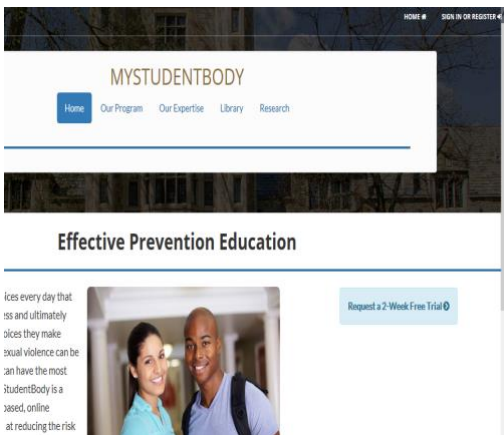 HOME SIGN IN OR REGISTER
MYSTUDENTBODY
Home Our Program Our Expertise Library Research
Effective Prevention Education
ices every day that
ess and ultimately
oices they make
exual violence can be
can have the most
StudentBody is a
based, online
at reducing the risk
Request a 2-Week Free Trial